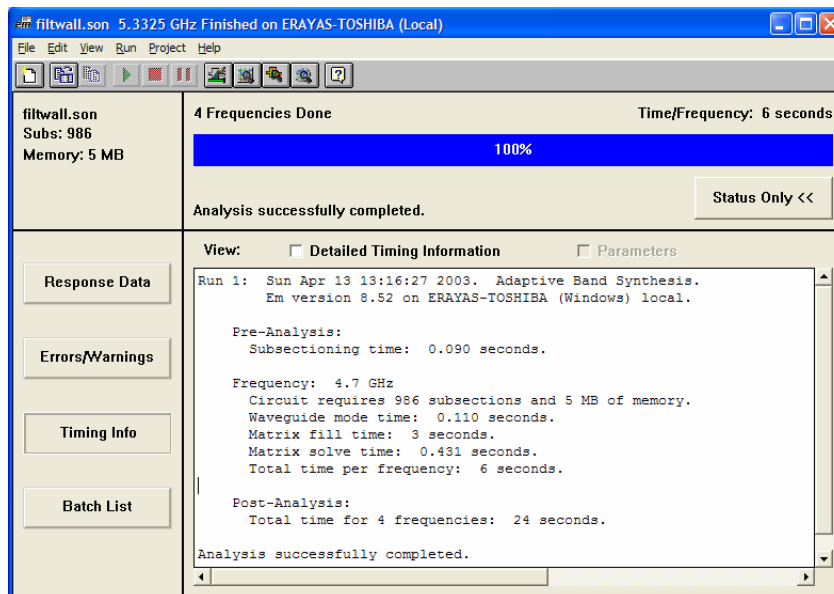 em filtwall.son 5.3325 GHz Finished on ERAYAS-TOSHIBA (Local)
File Edit View Run Project Help
filtwall.son
Subs: 986
Memory: 5 MB
4 Frequencies Done
Time/Frequency: 6 seconds
100%
Analysis successfully completed.
Status Only <<
Response Data
Errors/Warnings
Timing Info
Batch List
View: Detailed Timing Information Parameters
Run 1: Sun Apr 13 13:16:27 2003. Adaptive Band Synthesis.
Em version 8.52 on ERAYAS-TOSHIBA (Windows) local.
Pre-Analysis:
Subsectioning time: 0.090 seconds.
Frequency: 4.7 GHz
Circuit requires 986 subsections and 5 MB of memory.
Waveguide mode time: 0.110 seconds.
Matrix fill time: 3 seconds.
Matrix solve time: 0.431 seconds.
Total time per frequency: 6 seconds.
Post-Analysis:
Total time for 4 frequencies: 24 seconds.
Analysis successfully completed.